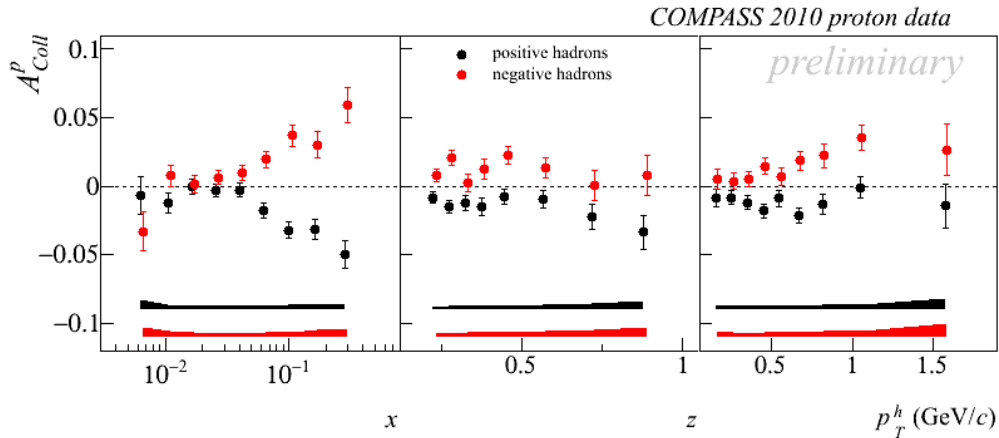 COMPASS 2010 proton data
A^p_Coll
0.1
0.05
0
−0.05
−0.1
positive hadrons
negative hadrons
preliminary
10^−2
10^−1
0.5
1
0.5
1
1.5
x
z
p_T^h (GeV/c)